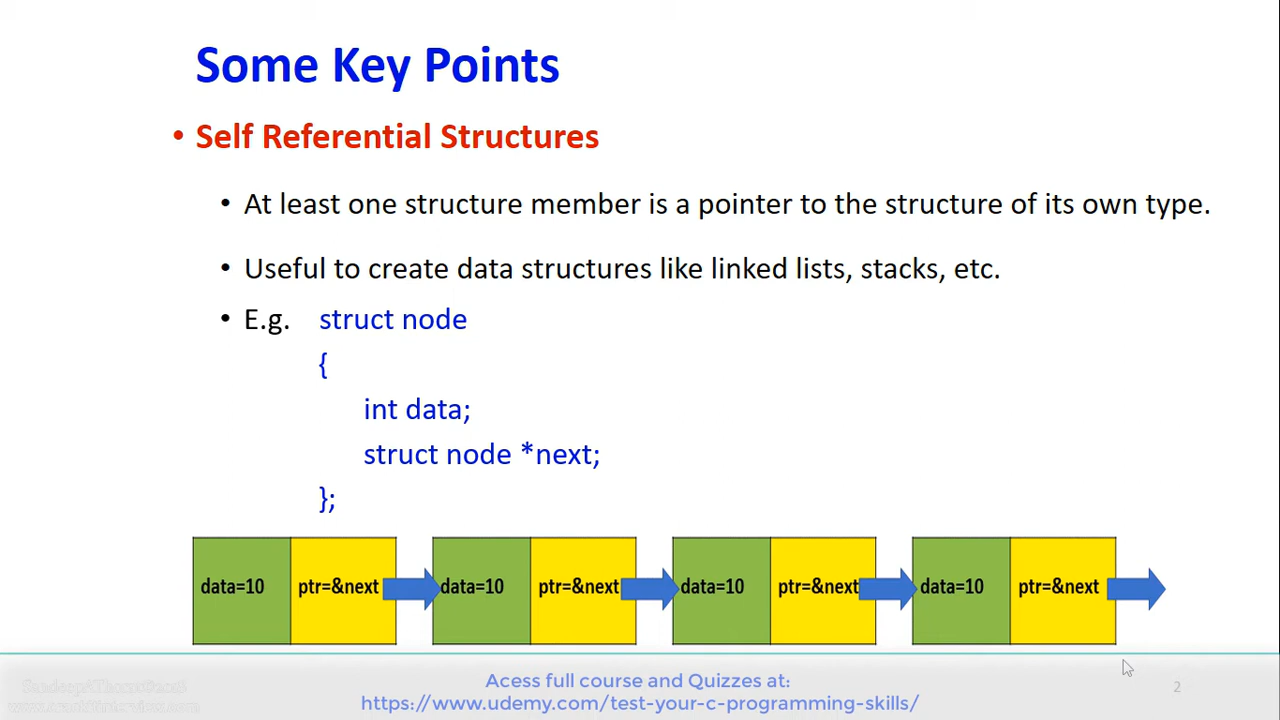 Some Key Points
• Self Referential Structures
• At least one structure member is a pointer to the structure of its own type.
• Useful to create data structures like linked lists, stacks, etc.
• E.g. struct node
{
int data;
struct node *next;
};
data=10 ptr=&next data=10 ptr=&next data=10 ptr=&next data=10 ptr=&next
Acess full course and Quizzes at:
2
https://www.udemy.com/test-your-c-programming-skills/